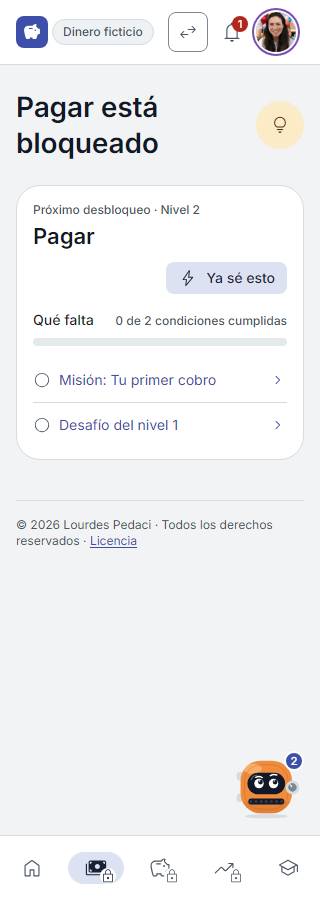 Dinero ficticio
1
Pagar está
bloqueado
Próximo desbloqueo · Nivel 2
Pagar
Ya sé esto
Qué falta
0 de 2 condiciones cumplidas
Misión: Tu primer cobro
Desafío del nivel 1
© 2026 Lourdes Pedaci · Todos los derechos
reservados · Licencia
2